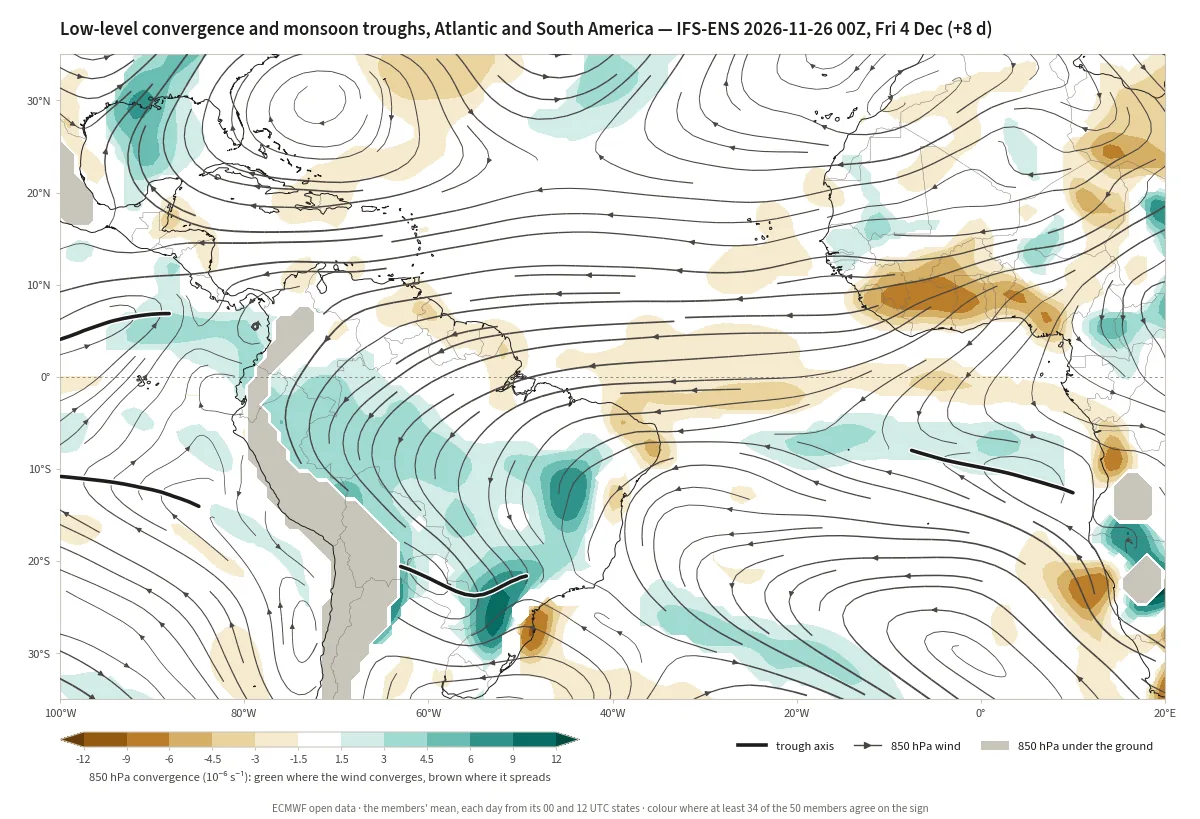 Low-level convergence and monsoon troughs, Atlantic and South America — IFS-ENS 2026-11-26 00Z, Fri 4 Dec (+8 d)
30°N
20°N
10°N
0°
10°S
20°S
30°S
100°W 80°W 60°W 40°W 20°W 0° 20°E
-12 -9 -6 -4.5 -3 -1.5 1.5 3 4.5 6 9 12
850 hPa convergence (10⁻⁶ s⁻¹): green where the wind converges, brown where it spreads
trough axis 850 hPa wind 850 hPa under the ground
ECMWF open data · the members' mean, each day from its 00 and 12 UTC states · colour where at least 34 of the 50 members agree on the sign